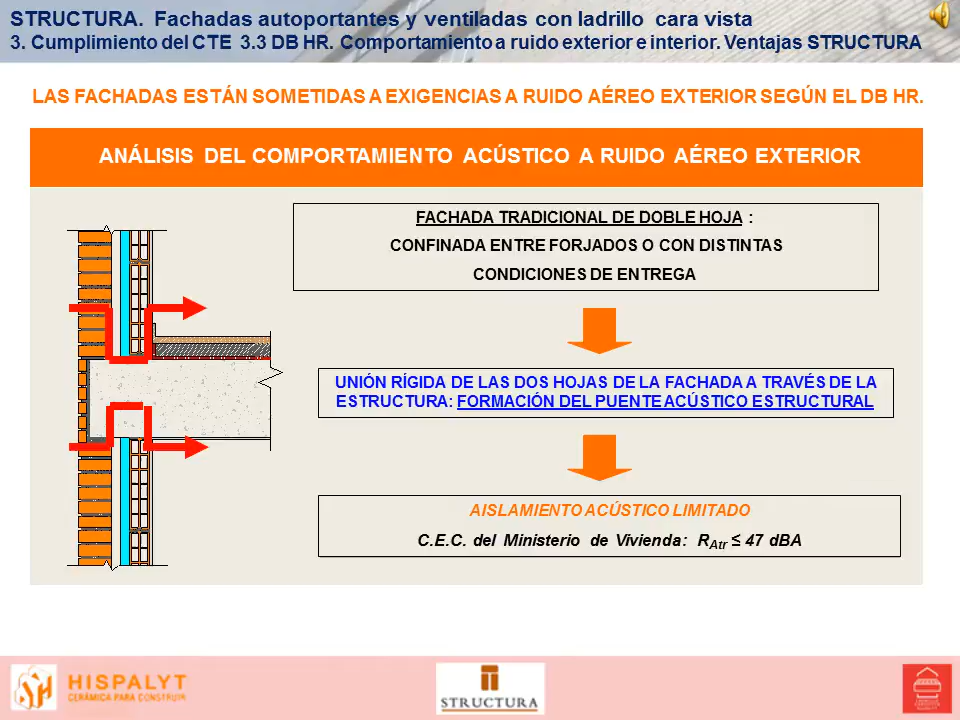 STRUCTURA. Fachadas autoportantes y ventiladas con ladrillo cara vista
3. Cumplimiento del CTE 3.3 DB HR. Comportamiento a ruido exterior e interior. Ventajas STRUCTURA
LAS FACHADAS ESTÁN SOMETIDAS A EXIGENCIAS A RUIDO AÉREO EXTERIOR SEGÚN EL DB HR.
ANÁLISIS DEL COMPORTAMIENTO ACÚSTICO A RUIDO AÉREO EXTERIOR
FACHADA TRADICIONAL DE DOBLE HOJA :
CONFINADA ENTRE FORJADOS O CON DISTINTAS
CONDICIONES DE ENTREGA
UNIÓN RÍGIDA DE LAS DOS HOJAS DE LA FACHADA A TRAVÉS DE LA
ESTRUCTURA: FORMACIÓN DEL PUENTE ACÚSTICO ESTRUCTURAL
AISLAMIENTO ACÚSTICO LIMITADO
C.E.C. del Ministerio de Vivienda: RAtr ≤ 47 dBA
HISPALYT
CERÁMICA PARA CONSTRUIR
STRUCTURA